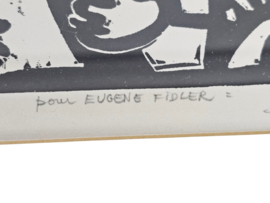 pour EUGENE FIDLER =